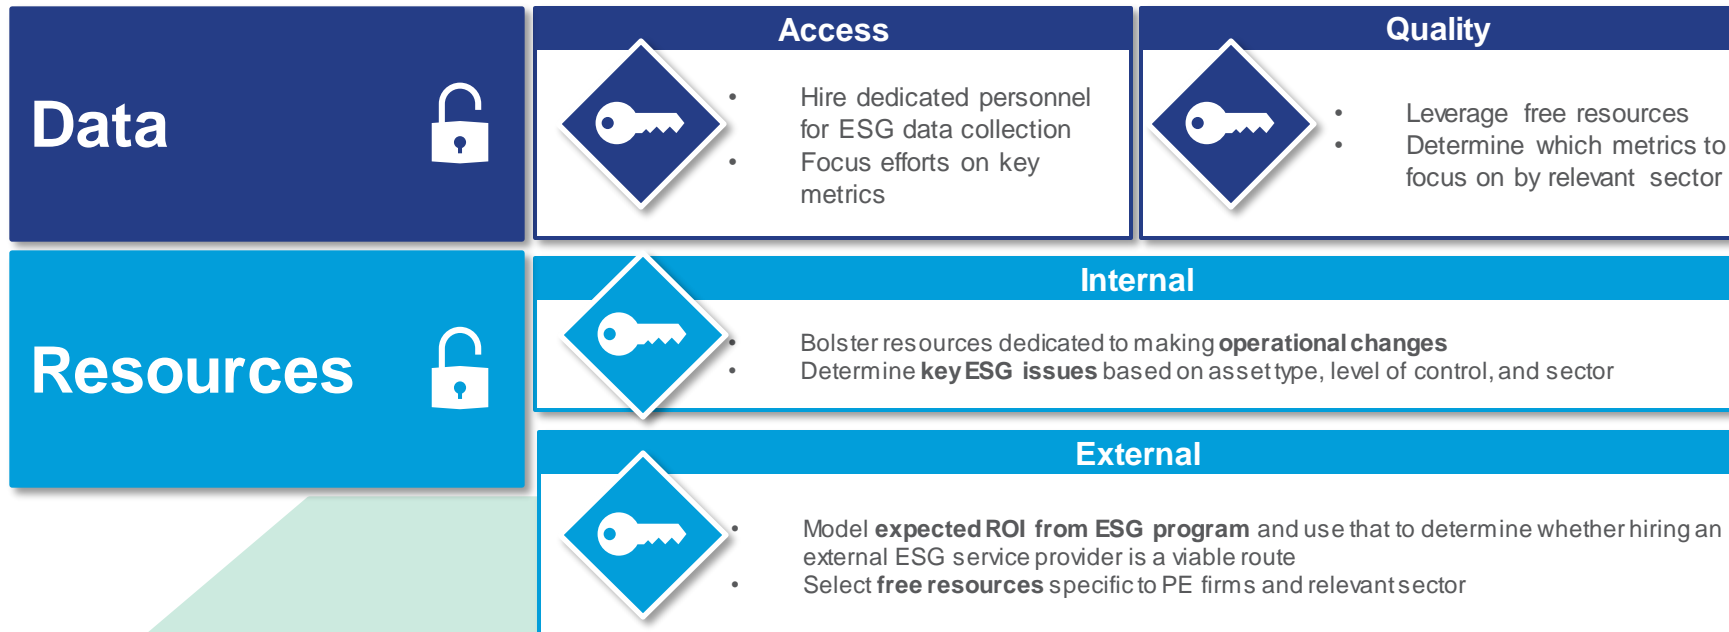 Data
Access
• Hire dedicated personnel
for ESG data collection
• Focus efforts on key
metrics
Quality
• Leverage free resources
• Determine which metrics to
focus on by relevant sector
Resources
Internal
• Bolster resources dedicated to making operational changes
• Determine key ESG issues based on asset type, level of control, and sector
External
• Model expected ROI from ESG program and use that to determine whether hiring an
external ESG service provider is a viable route
• Select free resources specific to PE firms and relevant sector